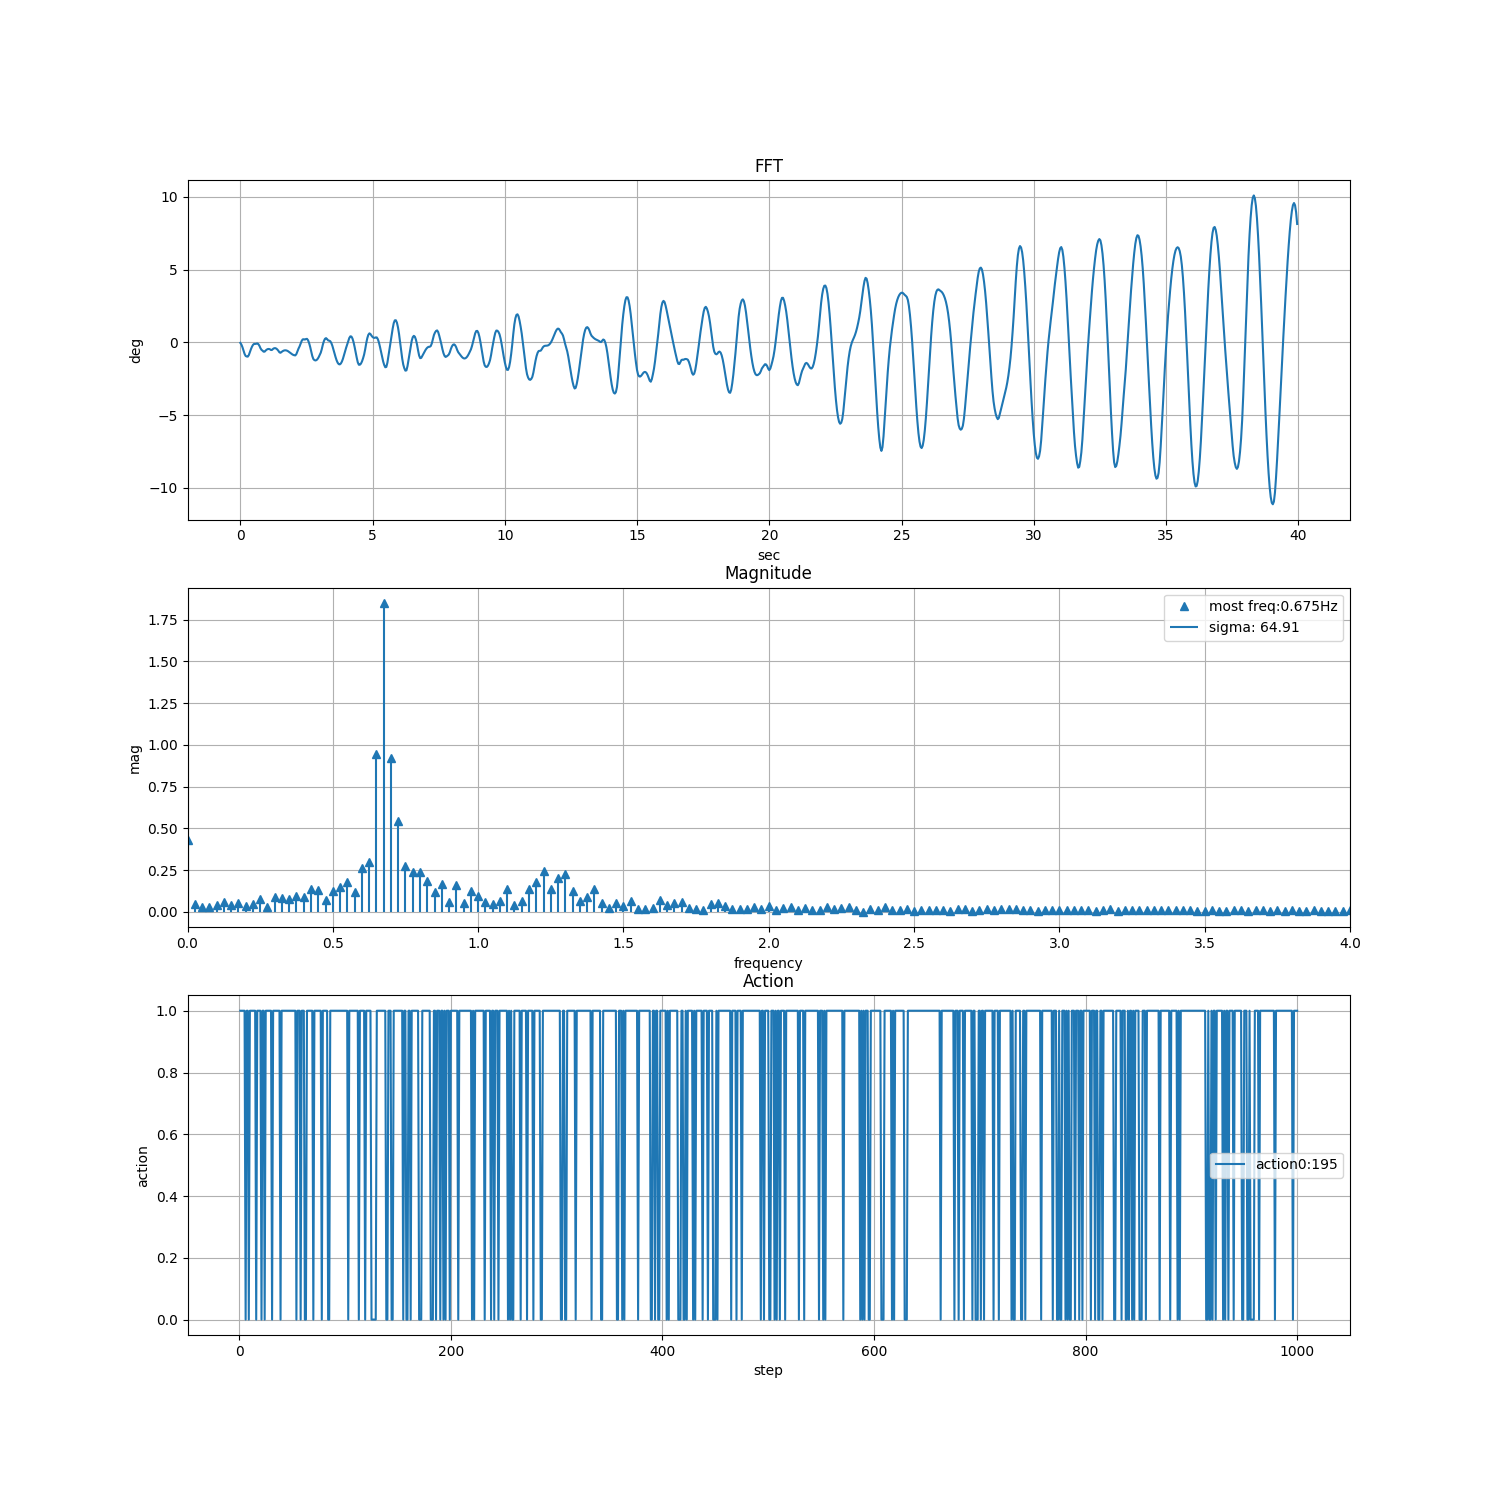 FFT
10
5
0
−5
−10
deg
0 5 10 15 20 25 30 35 40
sec
Magnitude
1.75
1.50
1.25
1.00
0.75
0.50
0.25
0.00
mag
most freq:0.675Hz
sigma: 64.91
0.0 0.5 1.0 1.5 2.0 2.5 3.0 3.5 4.0
frequency
Action
1.0
0.8
0.6
0.4
0.2
0.0
action
action0:195
0 200 400 600 800 1000
step